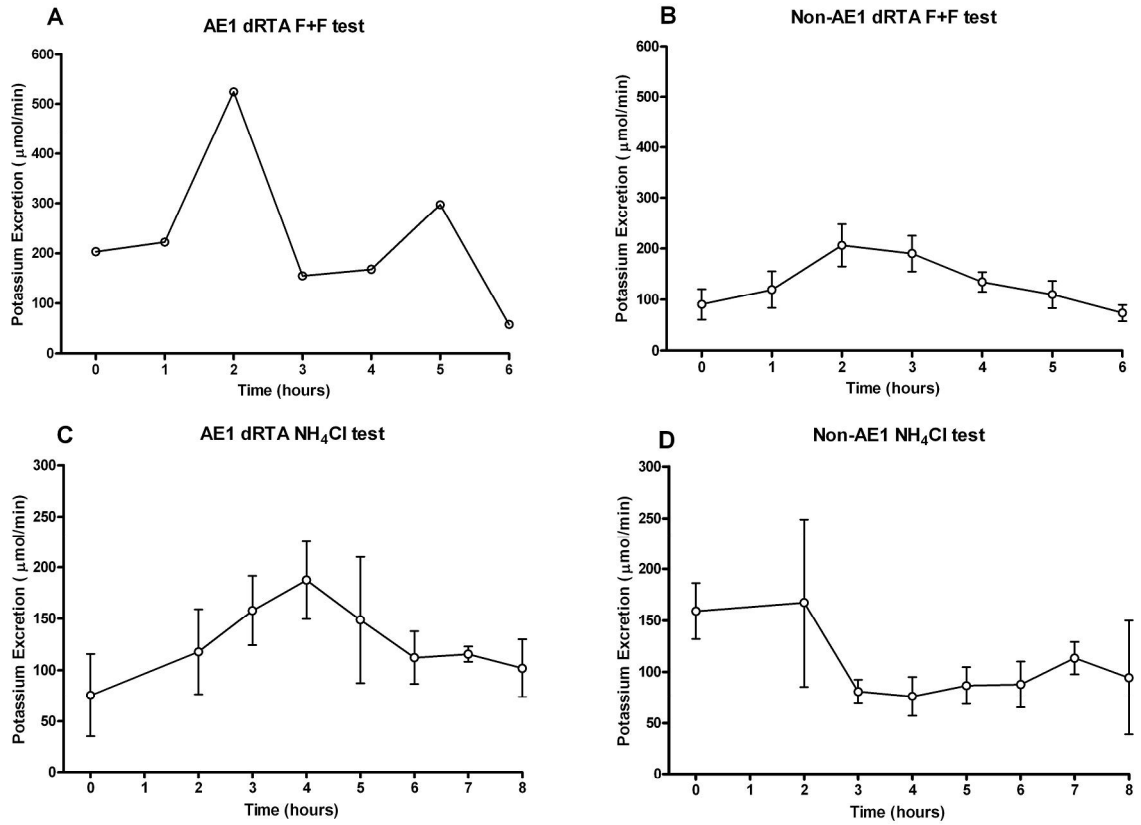 A
AE1 dRTA F+F test
Potassium Excretion ( µmol/min)
600
500
400
300
200
100
0
0 1 2 3 4 5 6
Time (hours)
B
Non-AE1 dRTA F+F test
Potassium Excretion ( µmol/min)
600
500
400
300
200
100
0
0 1 2 3 4 5 6
Time (hours)
C
AE1 dRTA NH₄Cl test
Potassium Excretion ( µmol/min)
300
250
200
150
100
50
0
0 1 2 3 4 5 6 7 8
Time (hours)
D
Non-AE1 NH₄Cl test
Potassium Excretion ( µmol/min)
300
250
200
150
100
50
0
0 1 2 3 4 5 6 7 8
Time (hours)